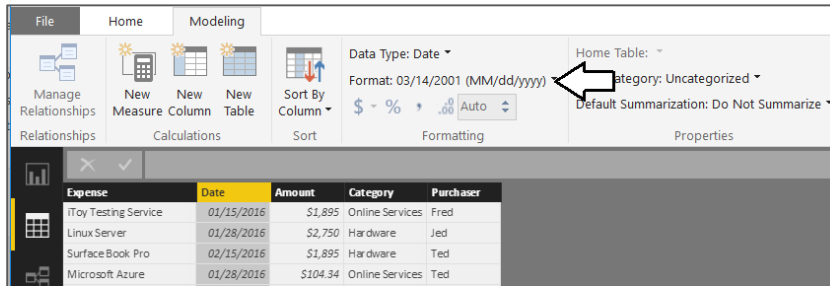 File Home Modeling
Data Type: Date Home Table:
Format: 03/14/2001 (MM/dd/yyyy) ategory: Uncategorized
Manage New New New Sort By
Relationships Measure Column Table Column $ % , .00 Auto Default Summarization: Do Not Summarize
Relationships Calculations Sort Formatting Properties
Expense Date Amount Category Purchaser
iToy Testing Service 01/15/2016 $1,895 Online Services Fred
Linux Server 01/28/2016 $2,750 Hardware Jed
Surface Book Pro 02/15/2016 $1,895 Hardware Ted
Microsoft Azure 01/28/2016 $104.34 Online Services Ted